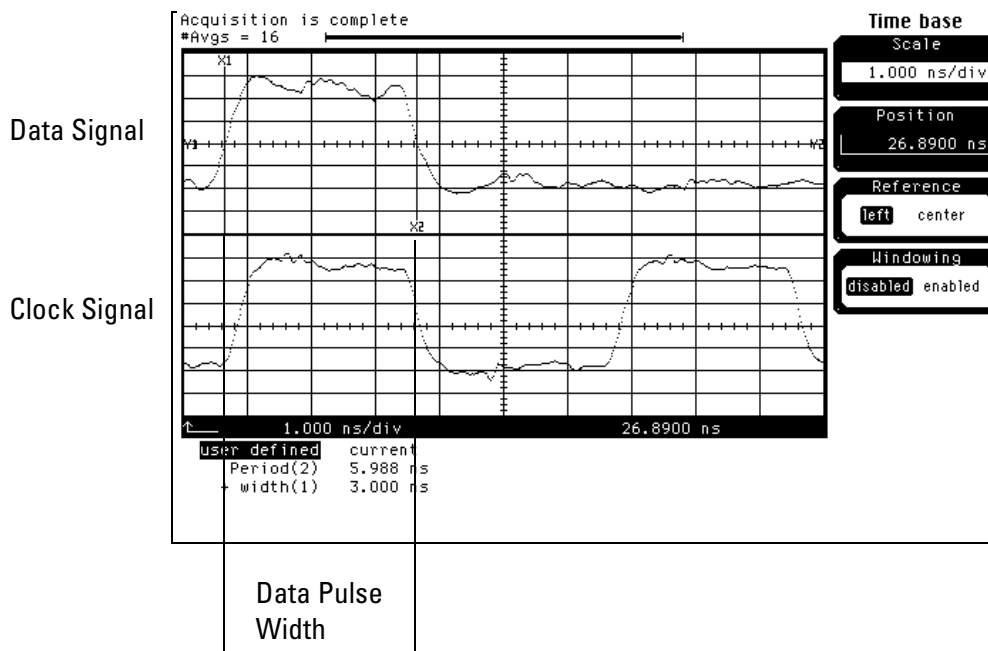 Acquisition is complete
#Avgs = 16
Time base
Scale
1.000 ns/div
Position
26.8900 ns
Reference
left center
Windowing
disabled enabled
Data Signal
X1
Y1
Y2
X2
Clock Signal
1.000 ns/div 26.8900 ns
user defined current
Period(2) 5.988 ns
+ width(1) 3.000 ns
Data Pulse
Width